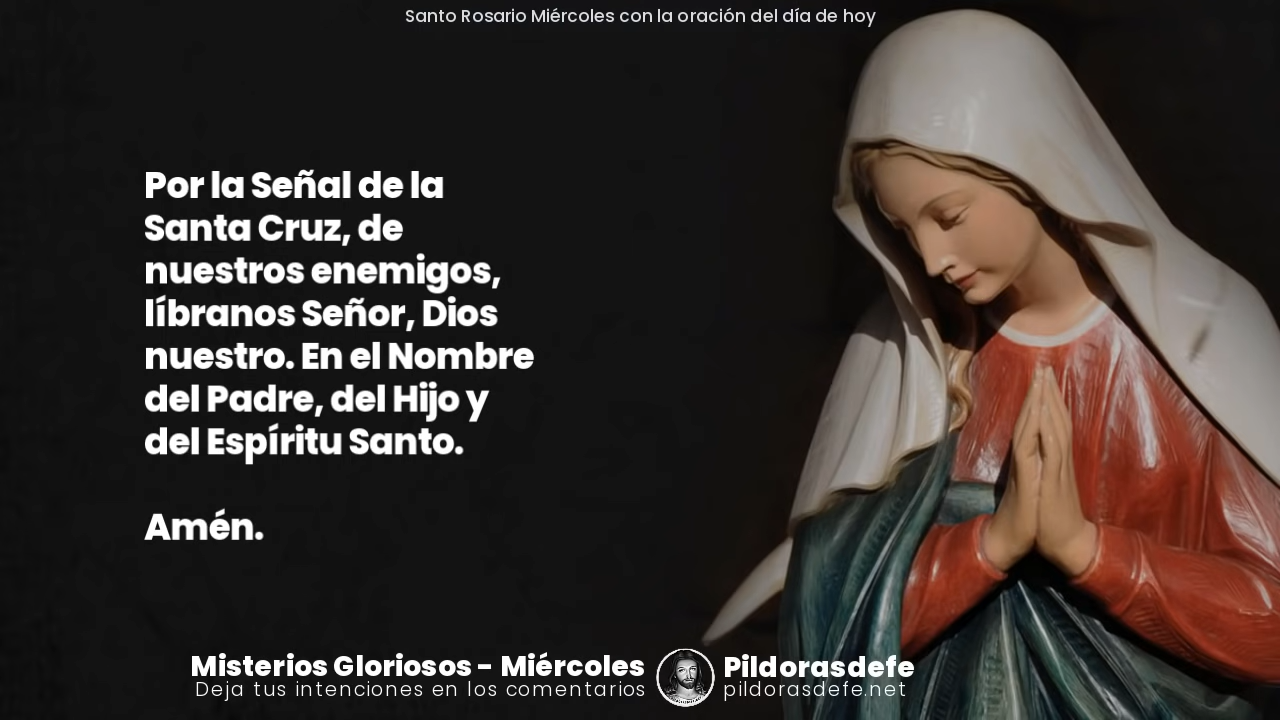 Santo Rosario Miércoles con la oración del día de hoy
Por la Señal de la
Santa Cruz, de
nuestros enemigos,
líbranos Señor, Dios
nuestro. En el Nombre
del Padre, del Hijo y
del Espíritu Santo.
Amén.
Misterios Gloriosos - Miércoles
Deja tus intenciones en los comentarios
Pildorasdefe
pildorasdefe.net